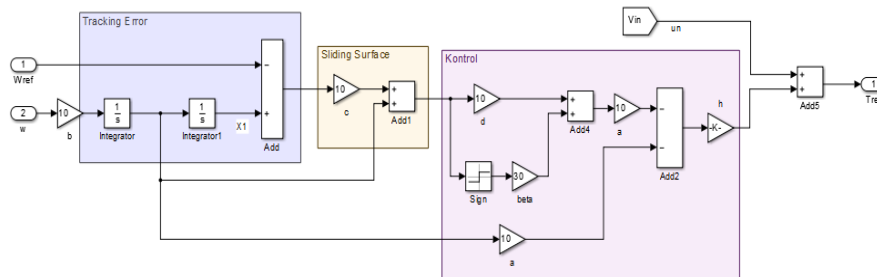 Tracking Error
1
Wref
2
w
10
b
1
s
Integrator
1
s
Integrator1
X1
−
+
Add
Sliding Surface
10
c
+
+
Add1
Kontrol
10
d
Sign
30
beta
+
+
Add4
10
a
−
−
Add2
10
a
h
-K-
Vin
un
+
+
Add5
1